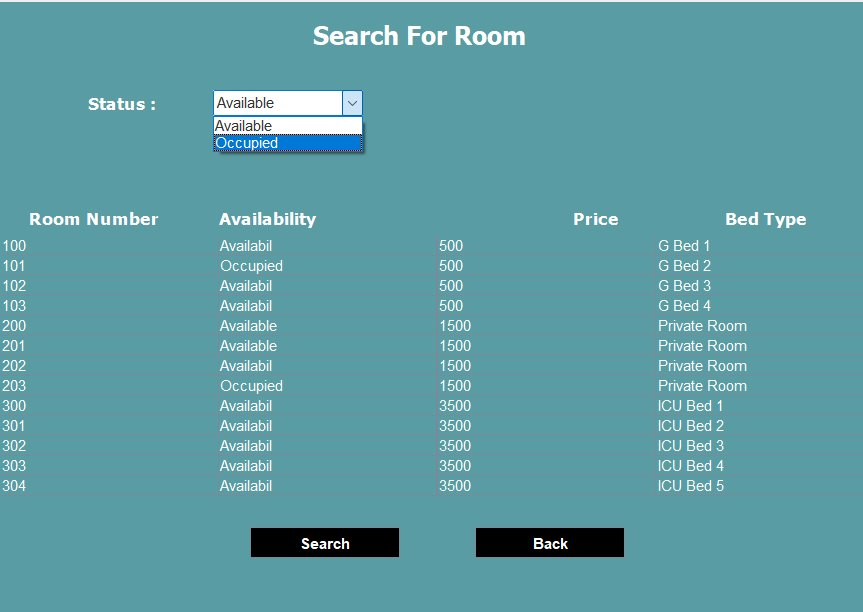 Search For Room
Status : Available
Available
Occupied
Room Number Availability Price Bed Type
100 Availabil 500 G Bed 1
101 Occupied 500 G Bed 2
102 Availabil 500 G Bed 3
103 Availabil 500 G Bed 4
200 Available 1500 Private Room
201 Available 1500 Private Room
202 Availabil 1500 Private Room
203 Occupied 1500 Private Room
300 Availabil 3500 ICU Bed 1
301 Availabil 3500 ICU Bed 2
302 Availabil 3500 ICU Bed 3
303 Availabil 3500 ICU Bed 4
304 Availabil 3500 ICU Bed 5
Search Back